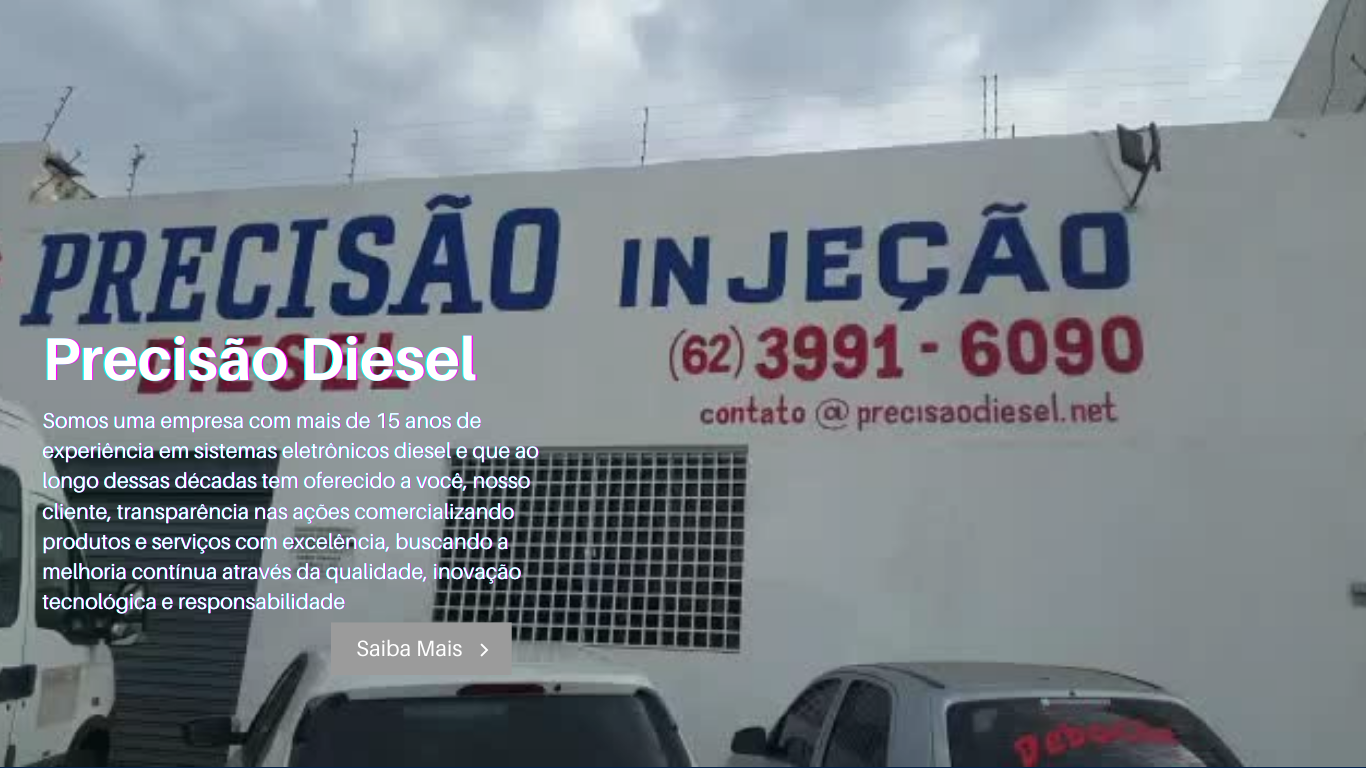 PRECISÃO INJEÇÃO
DIESEL
(62) 3991 - 6090
contato @ precisaodiesel.net
Precisão Diesel
Somos uma empresa com mais de 15 anos de
experiência em sistemas eletrônicos diesel e que ao
longo dessas décadas tem oferecido a você, nosso
cliente, transparência nas ações comercializando
produtos e serviços com excelência, buscando a
melhoria contínua através da qualidade, inovação
tecnológica e responsabilidade
Saiba Mais